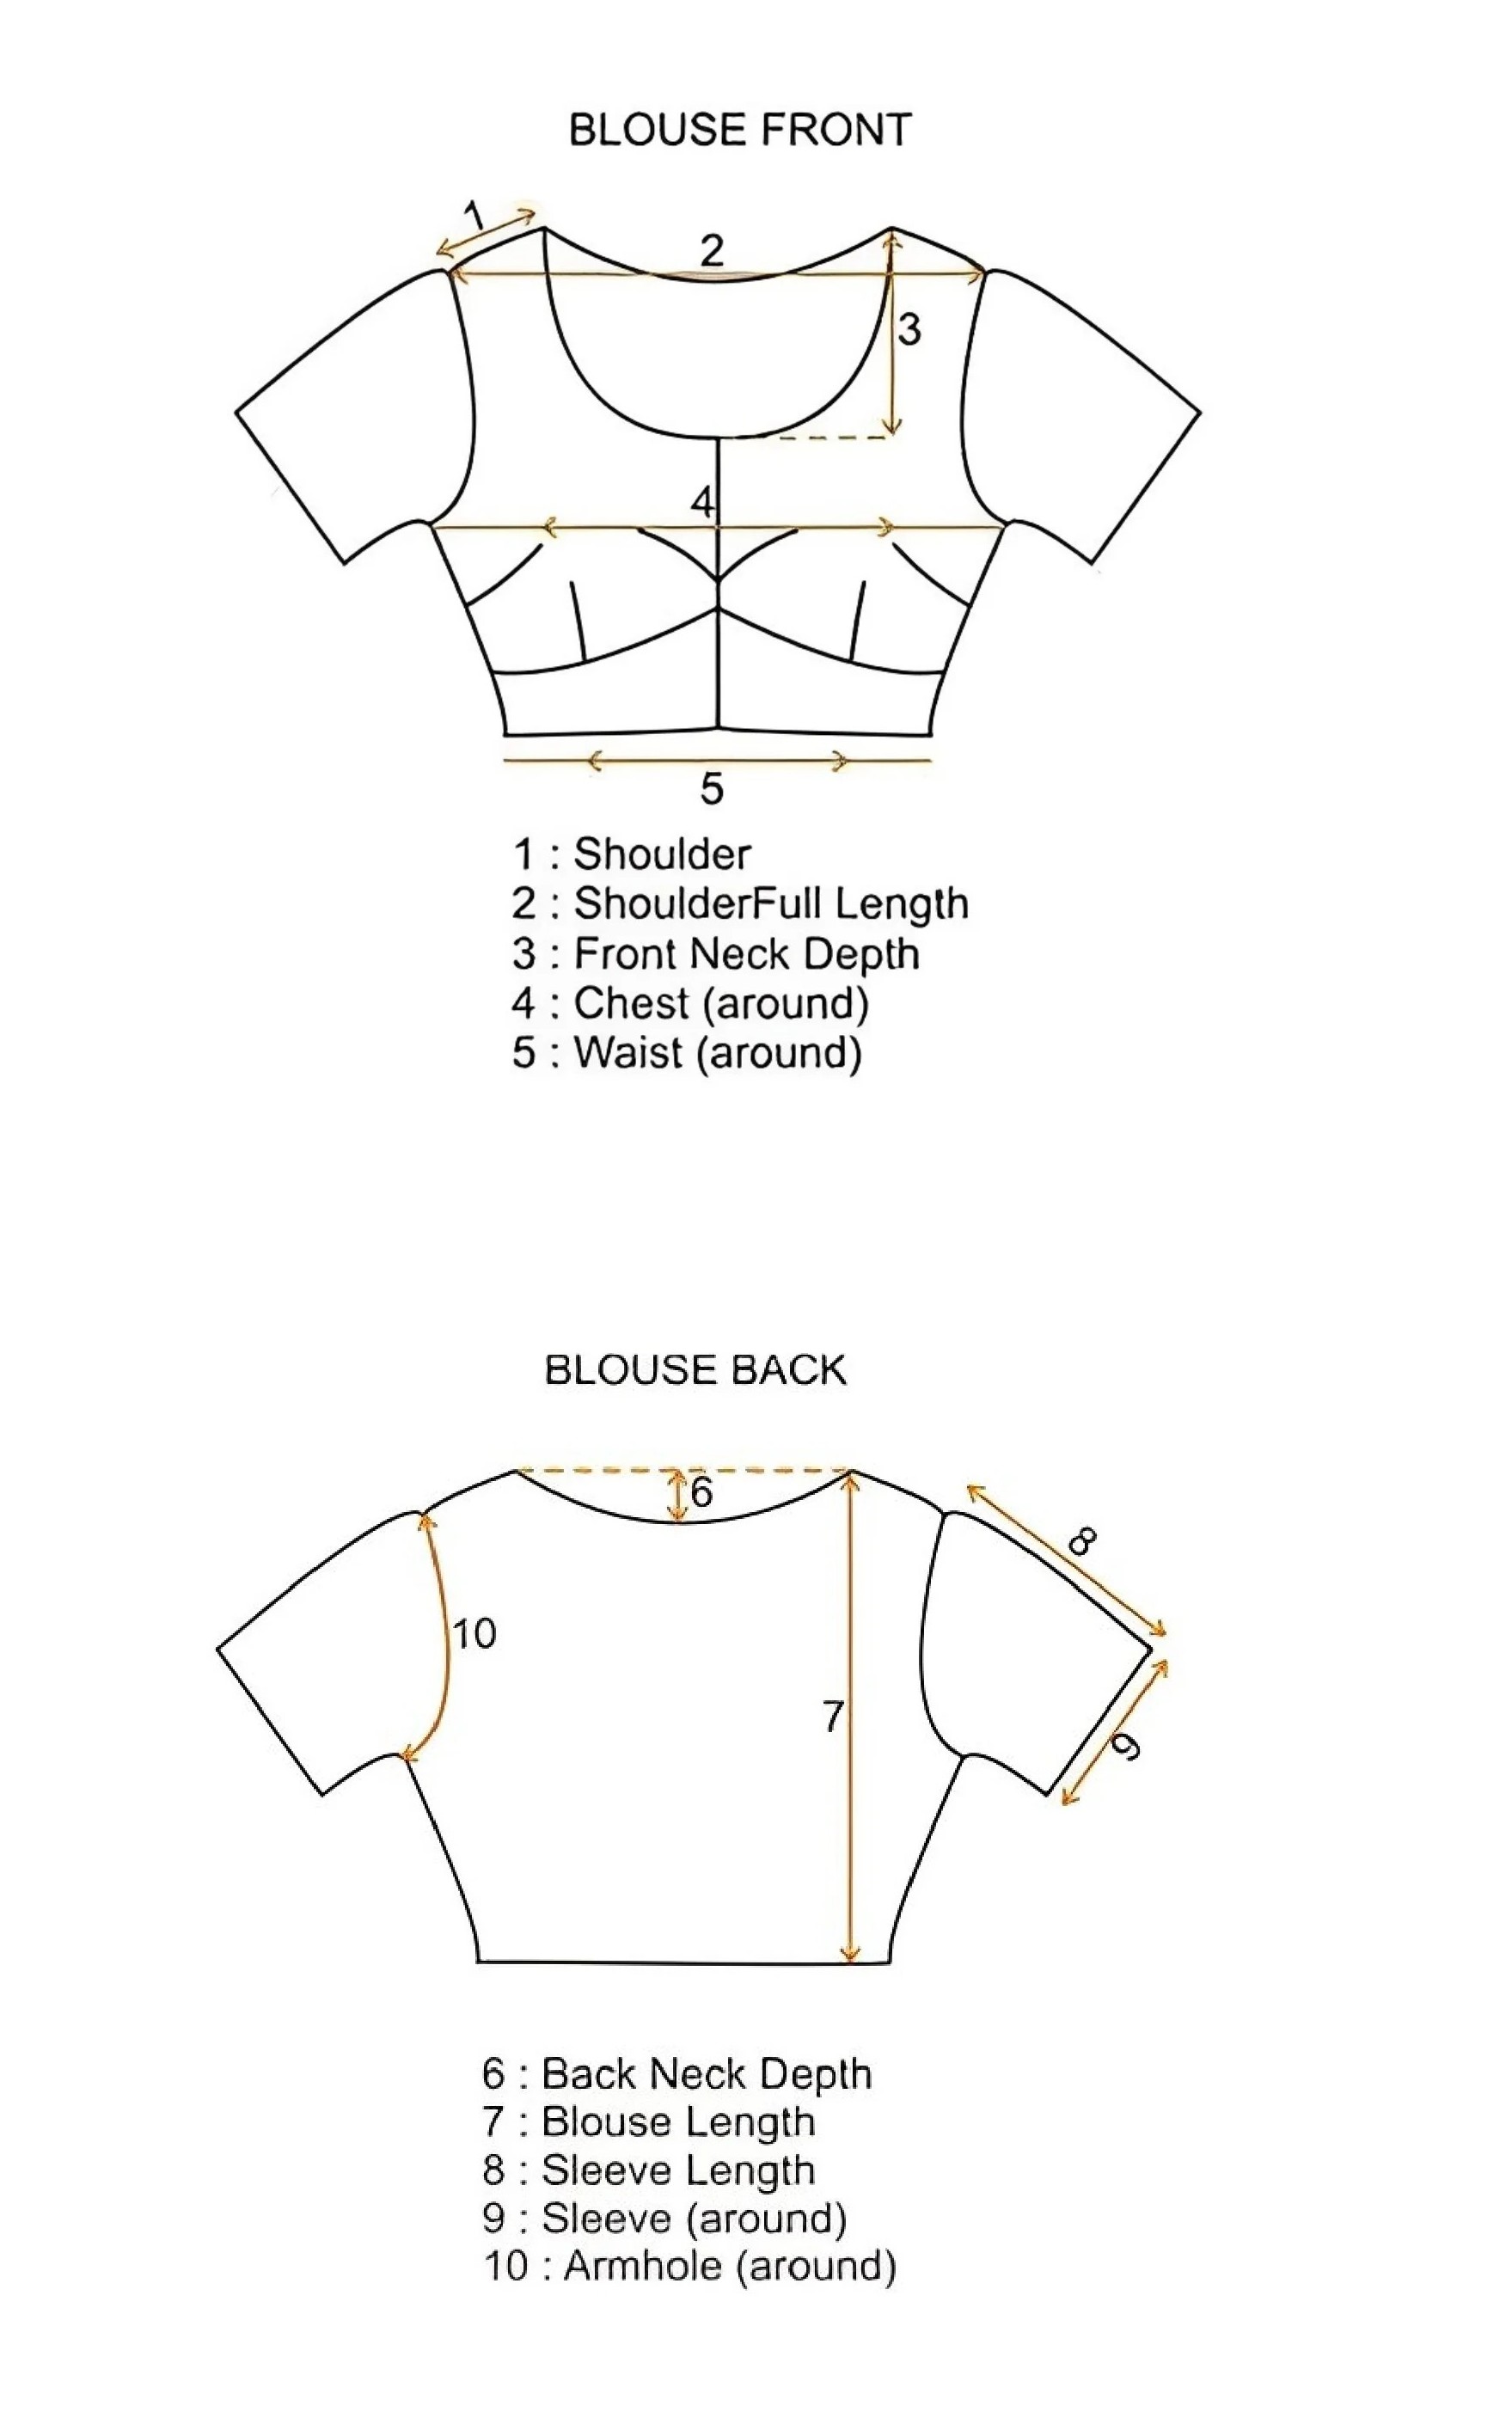 BLOUSE FRONT
1
2
3
4
5
1 : Shoulder
2 : ShoulderFull Length
3 : Front Neck Depth
4 : Chest (around)
5 : Waist (around)
BLOUSE BACK
6
8
10
7
9
6 : Back Neck Depth
7 : Blouse Length
8 : Sleeve Length
9 : Sleeve (around)
10 : Armhole (around)